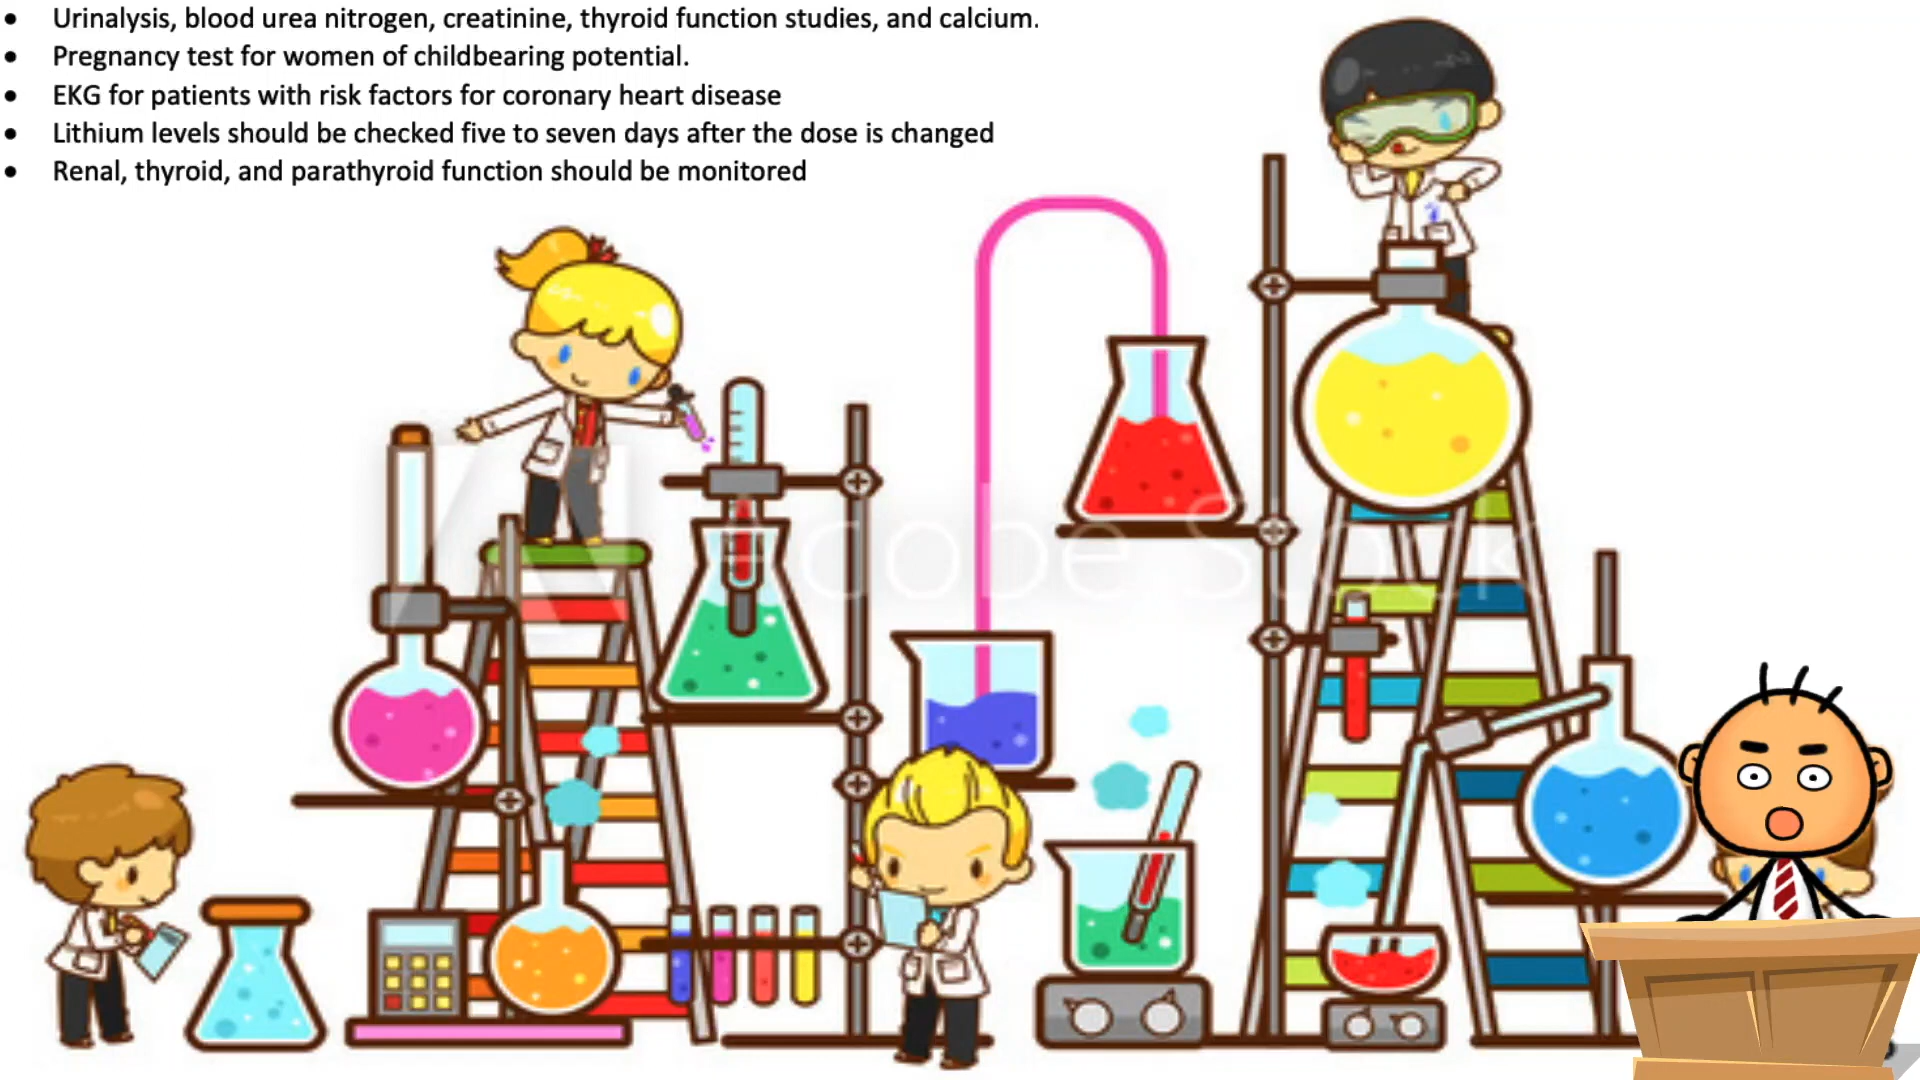 • Urinalysis, blood urea nitrogen, creatinine, thyroid function studies, and calcium.
• Pregnancy test for women of childbearing potential.
• EKG for patients with risk factors for coronary heart disease
• Lithium levels should be checked five to seven days after the dose is changed
• Renal, thyroid, and parathyroid function should be monitored
Adobe Stock